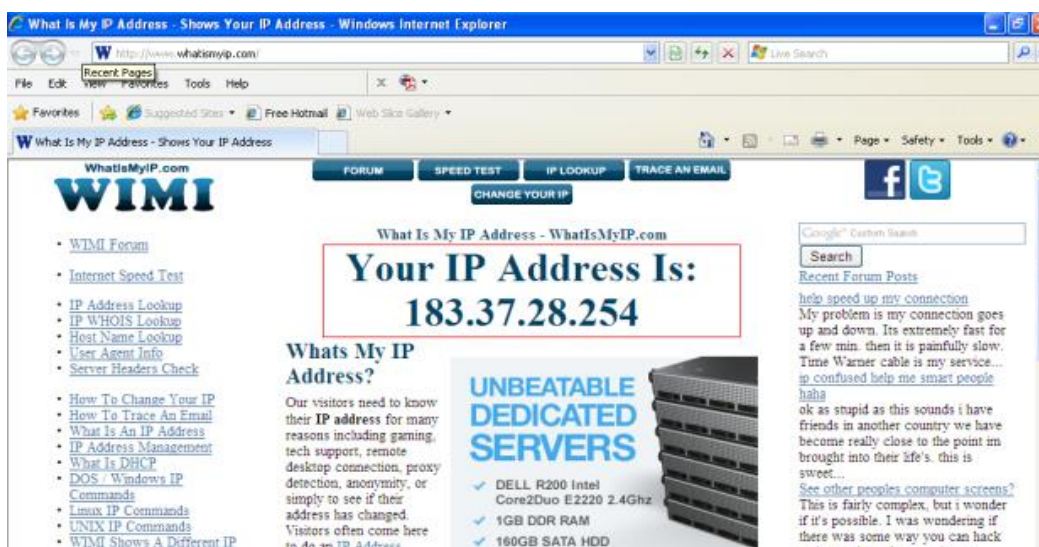 What Is My IP Address - Shows Your IP Address - Windows Internet Explorer
http://www.whatismyip.com/
Live Search
Recent Pages
File Edit View Favorites Tools Help
Favorites Suggested Sites Free Hotmail Web Slice Gallery
What Is My IP Address - Shows Your IP Address
Page Safety Tools
WhatIsMyIP.com
WIMI
FORUM SPEED TEST IP LOOKUP TRACE AN EMAIL
CHANGE YOUR IP
WIMI Forum
Internet Speed Test
IP Address Lookup
IP WHOIS Lookup
Host Name Lookup
User Agent Info
Server Headers Check
How To Change Your IP
How To Trace An Email
What Is An IP Address
IP Address Management
What Is DHCP
DOS / Windows IP
Commands
Linux IP Commands
UNIX IP Commands
WIMI Shows A Different IP
What Is My IP Address - WhatIsMyIP.com
Your IP Address Is:
183.37.28.254
Whats My IP
Address?
Our visitors need to know
their IP address for many
reasons including gaming,
tech support, remote
desktop connection, proxy
detection, anonymity, or
simply to see if their
address has changed.
Visitors often come here
to do an IP Address
UNBEATABLE
DEDICATED
SERVERS
DELL R200 Intel
Core2Duo E2220 2.4Ghz
1GB DDR RAM
160GB SATA HDD
f t
Google Custom Search
Search
Recent Forum Posts
help speed up my connection
My problem is my connection goes
up and down. Its extremely fast for
a few min. then it is painfully slow.
Time Warner cable is my service...
ip confused help me smart people
haha
ok as stupid as this sounds i have
friends in another country we have
become really close to the point im
brought into their life's. this is
sweet...
See other peoples computer screens?
This is fairly complex, but i wonder
if it's possible. I was wondering if
there was some way you can hack